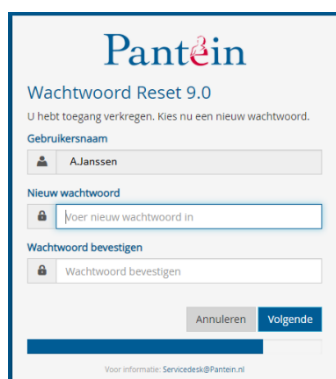 Pantein
Wachtwoord Reset 9.0
U hebt toegang verkregen. Kies nu een nieuw wachtwoord.
Gebruikersnaam
A.Janssen
Nieuw wachtwoord
Voer nieuw wachtwoord in
Wachtwoord bevestigen
Wachtwoord bevestigen
Annuleren Volgende
Voor informatie: Servicedesk@Pantein.nl